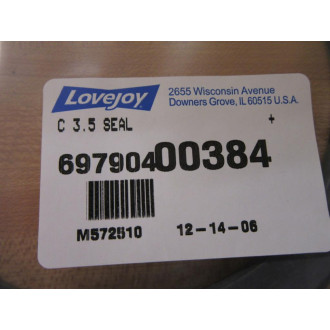 Lovejoy
2655 Wisconsin Avenue
Downers Grove, IL 60515 U.S.A.
C 3.5 SEAL
+
69790400384
M572510 12-14-06